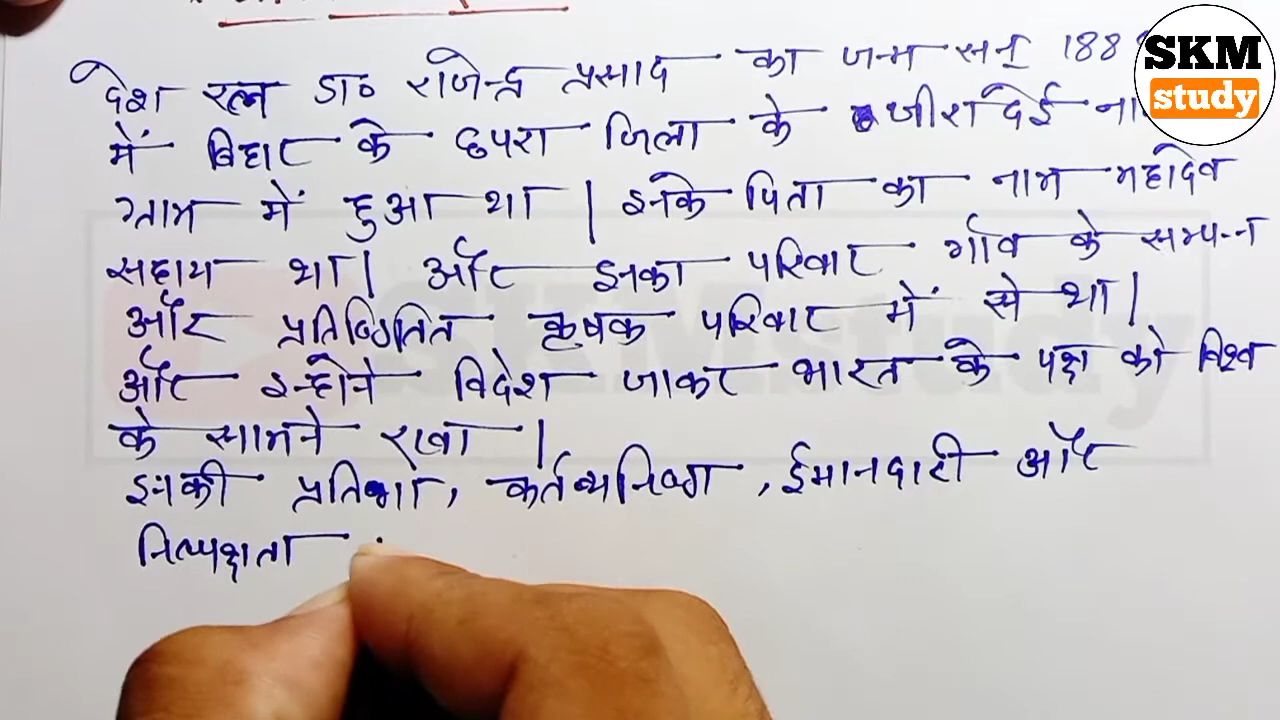 SKM
study
देश रत्न डा० राजेन्द्र प्रसाद का जन्म सन् 188
में बिहार के छपरा जिला के जीरादेई
ग्राम में हुआ था | इनके पिता का नाम महादेव
सहाय था | और इनका परिवार गाँव के सम्पन्न
और प्रतिष्ठित कृषक परिवार में से था |
और इन्होंने विदेश जाकर भारत के पक्ष को विश्व
के सामने रखा |
इनकी प्रतिभा, कर्तव्यनिष्ठा, ईमानदारी और
निष्पक्षता